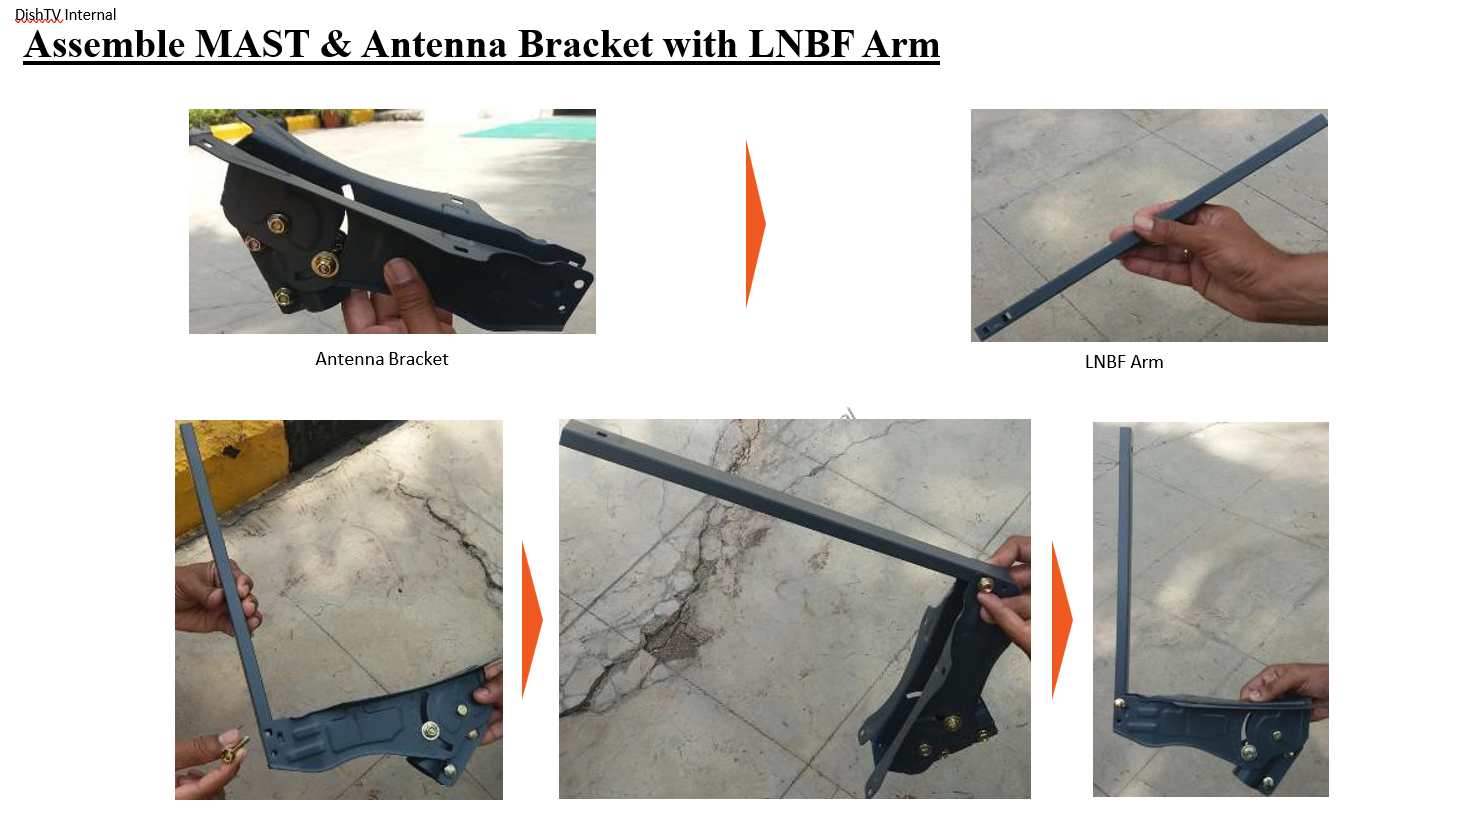 DishTV Internal
Assemble MAST & Antenna Bracket with LNBF Arm
Antenna Bracket
LNBF Arm